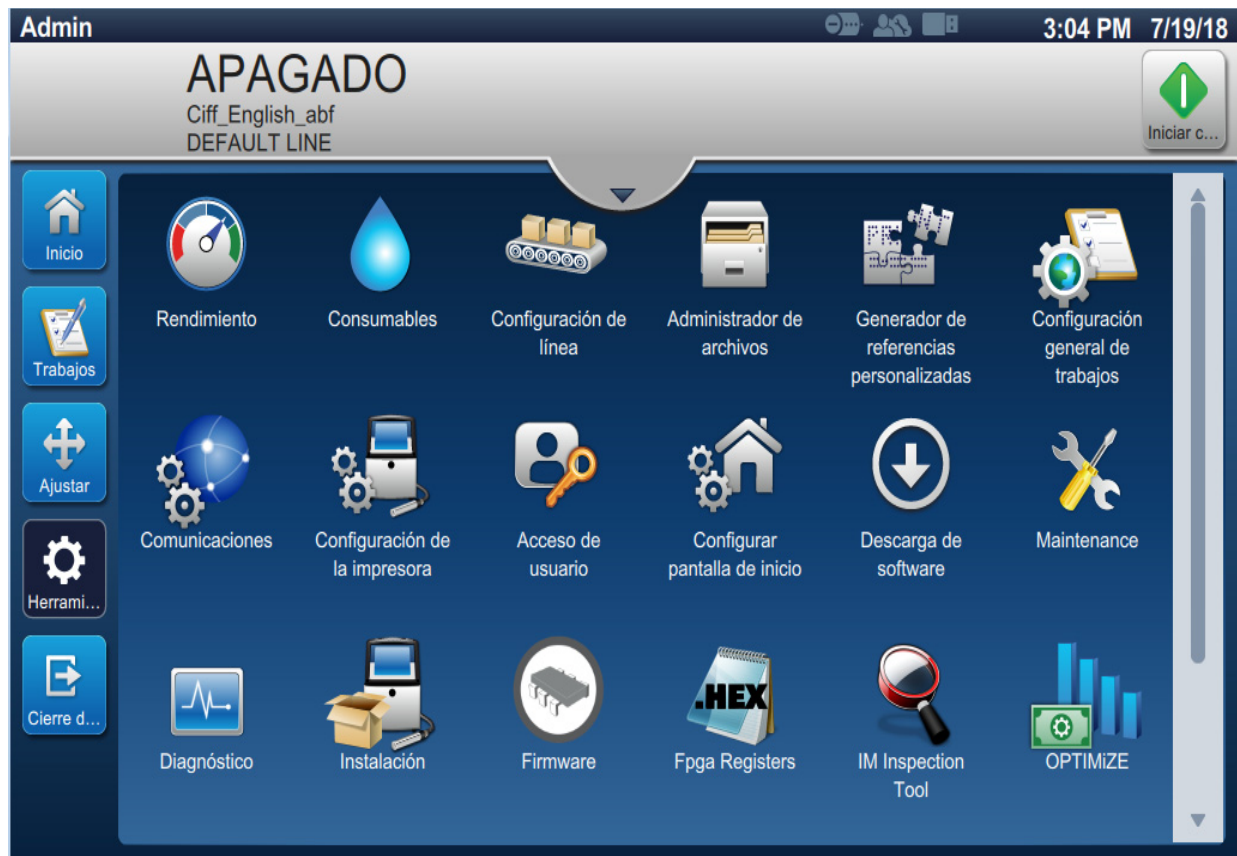 Admin
3:04 PM 7/19/18
APAGADO
Ciff_English_abf
DEFAULT LINE
Iniciar c...
Inicio
Trabajos
Ajustar
Herrami...
Cierre d...
Rendimiento
Consumables
Configuración de
línea
Administrador de
archivos
Generador de
referencias
personalizadas
Configuración
general de
trabajos
Comunicaciones
Configuración de
la impresora
Acceso de
usuario
Configurar
pantalla de inicio
Descarga de
software
Maintenance
Diagnóstico
Instalación
Firmware
.HEX
Fpga Registers
IM Inspection
Tool
OPTIMiZE